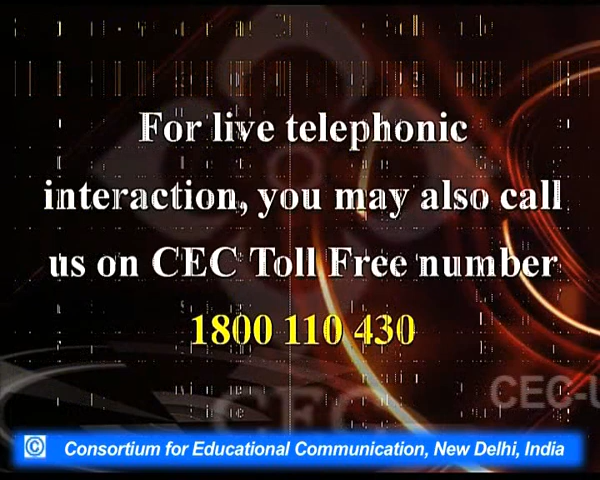 For live telephonic
interaction, you may also call
us on CEC Toll Free number
1800 110 430
CEC-U
CEC
© Consortium for Educational Communication, New Delhi, India